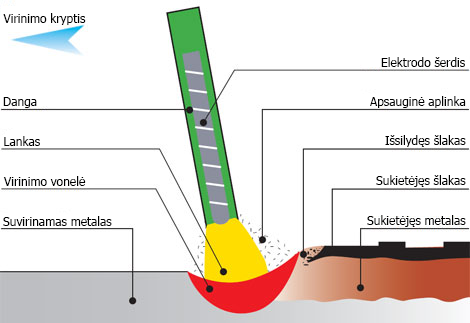 Virinimo kryptis
Danga
Lankas
Virinimo vonelė
Suvirinamas metalas
Elektrodo šerdis
Apsauginė aplinka
Išsilydęs šlakas
Sukietėjęs šlakas
Sukietėjęs metalas